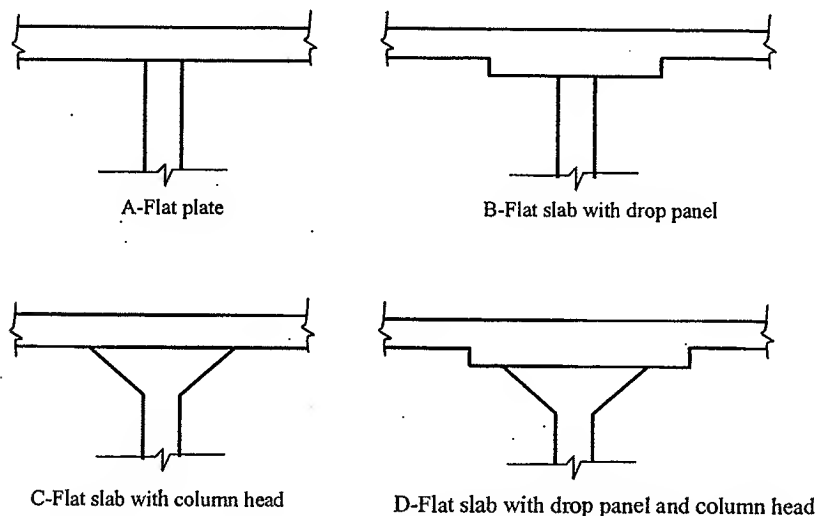 A-Flat plate
B-Flat slab with drop panel
C-Flat slab with column head
D-Flat slab with drop panel and column head